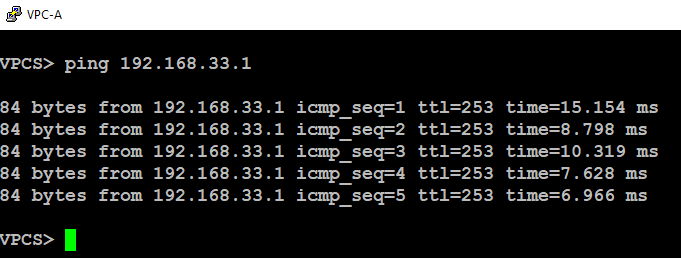 VPC-A
VPCS> ping 192.168.33.1
84 bytes from 192.168.33.1 icmp_seq=1 ttl=253 time=15.154 ms
84 bytes from 192.168.33.1 icmp_seq=2 ttl=253 time=8.798 ms
84 bytes from 192.168.33.1 icmp_seq=3 ttl=253 time=10.319 ms
84 bytes from 192.168.33.1 icmp_seq=4 ttl=253 time=7.628 ms
84 bytes from 192.168.33.1 icmp_seq=5 ttl=253 time=6.966 ms
VPCS>